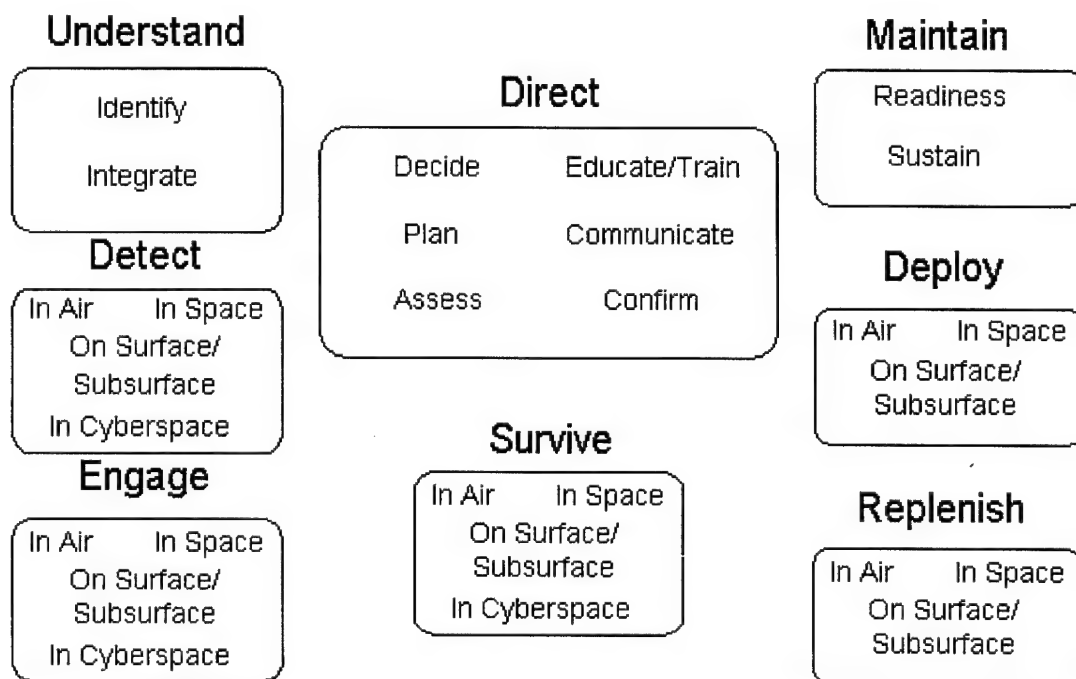 Understand
Identify
Integrate
Detect
In Air In Space
On Surface/
Subsurface
In Cyberspace
Engage
In Air In Space
On Surface/
Subsurface
In Cyberspace
Direct
Decide Educate/Train
Plan Communicate
Assess Confirm
Survive
In Air In Space
On Surface/
Subsurface
In Cyberspace
Maintain
Readiness
Sustain
Deploy
In Air In Space
On Surface/
Subsurface
Replenish
In Air In Space
On Surface/
Subsurface